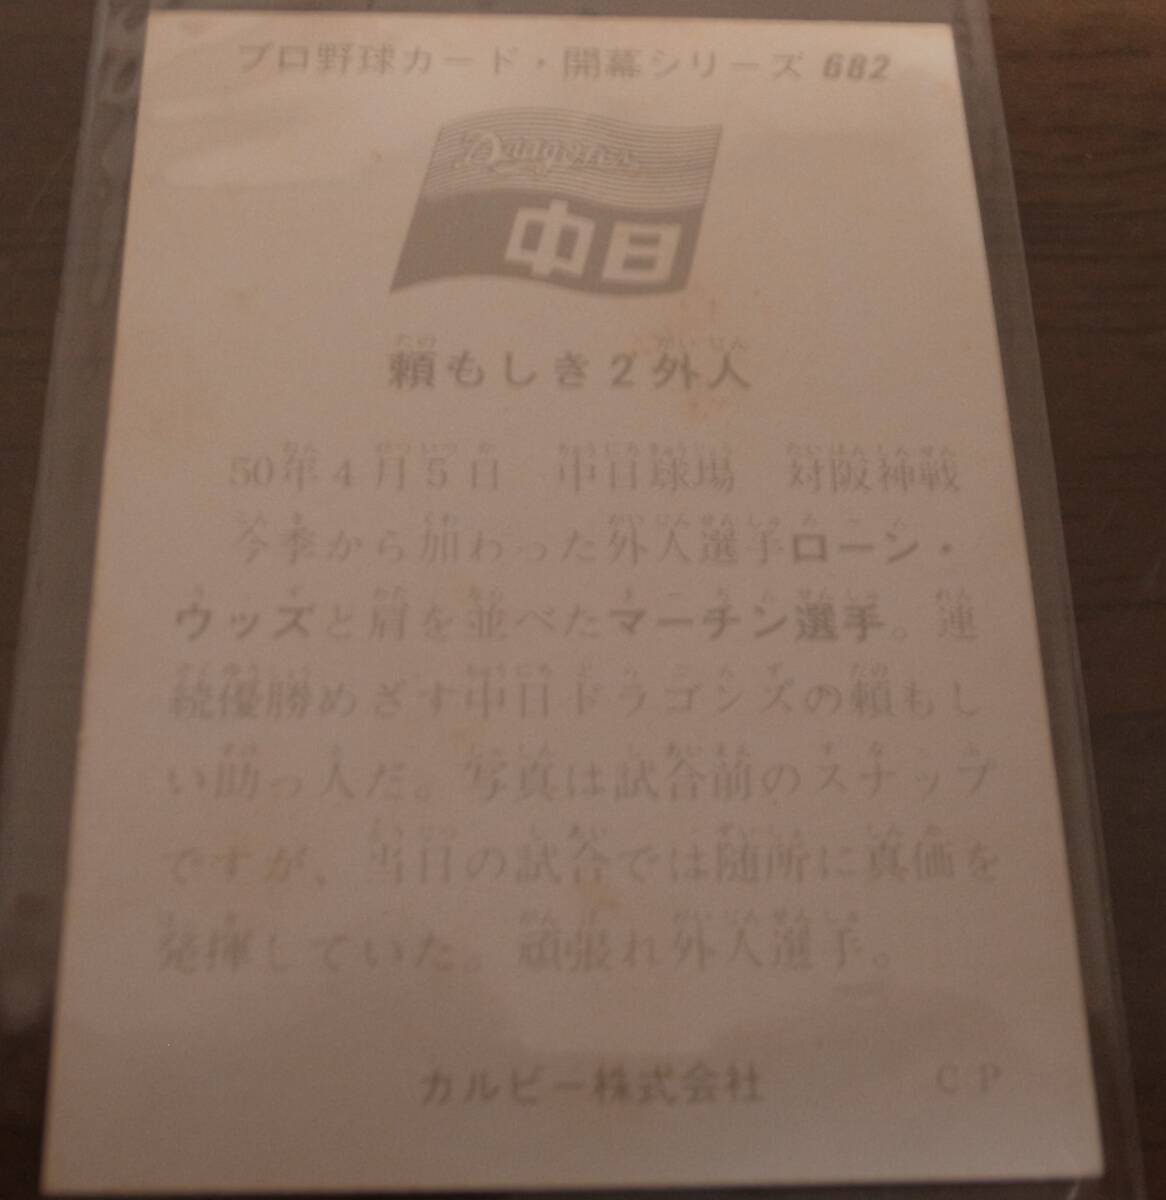 プロ野球カード・開幕シリーズ 682
Dragons
中日
頼もしき2外人
50年4月5日 中日球場 対阪神戦
今季から加わった外人選手ローン・
ウッズと肩を並べたマーチン選手。連
続優勝めざす中日ドラゴンズの頼もし
い助っ人だ。写真は試合前のスナップ
ですが、当日の試合では随所に真価を
発揮していた。頑張れ外人選手。
カルビー株式会社 CP